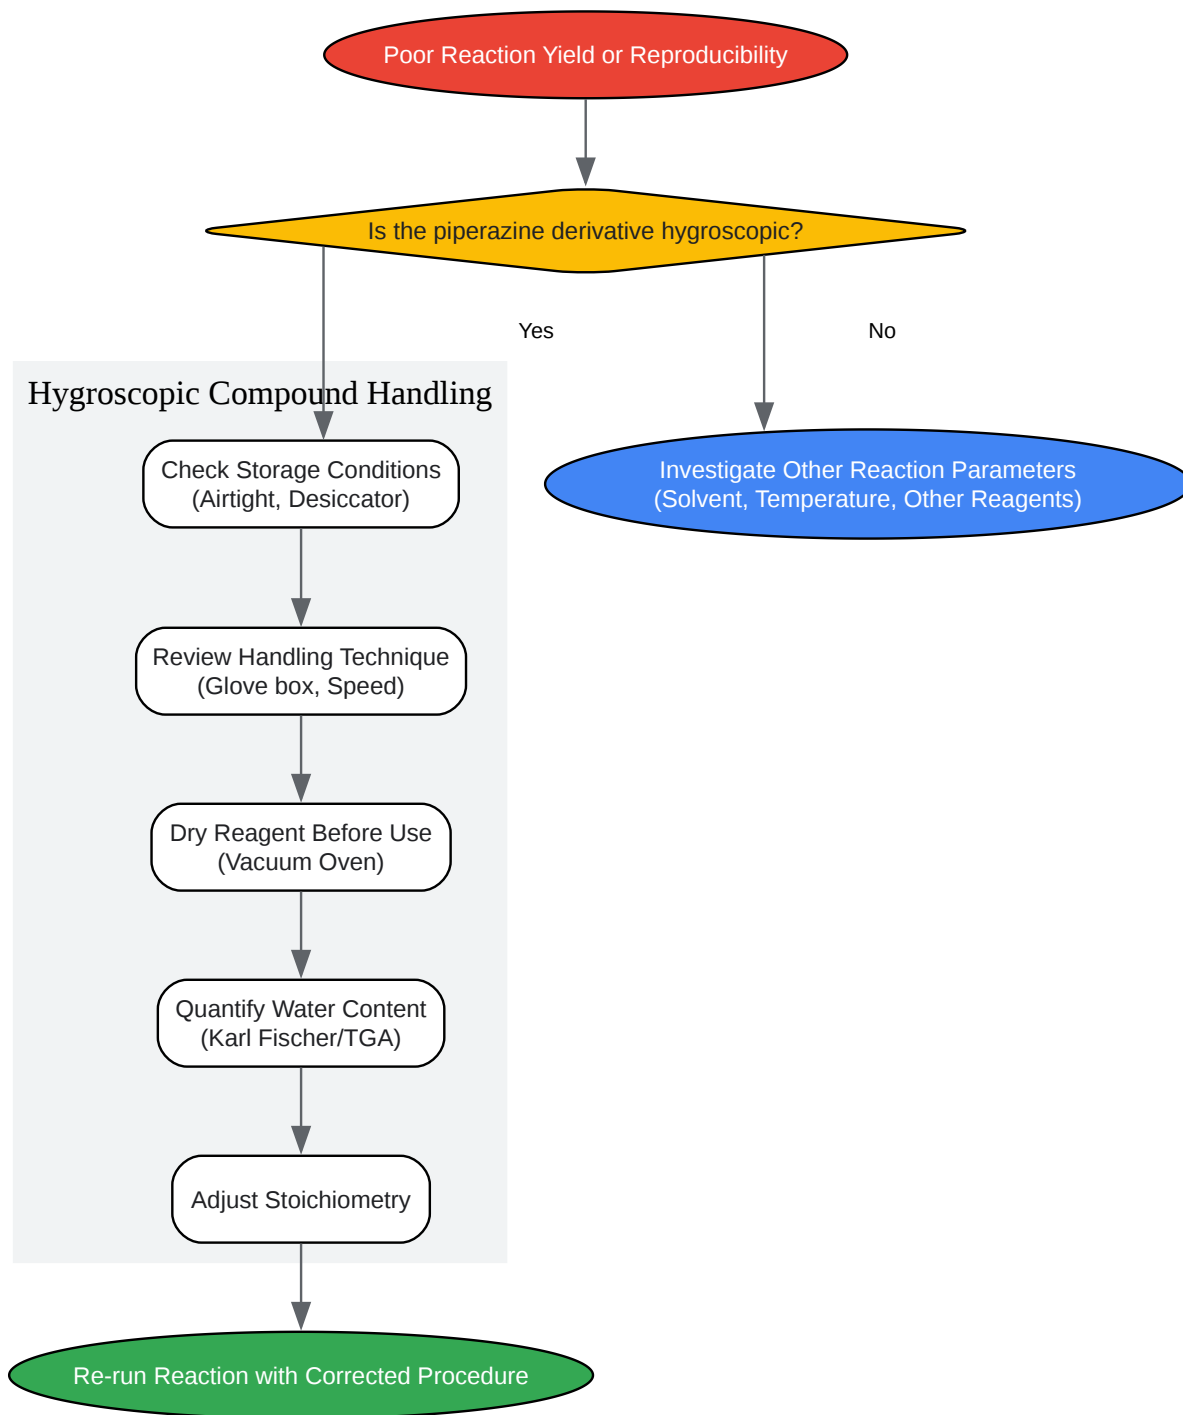 Poor Reaction Yield or Reproducibility
Is the piperazine derivative hygroscopic?
Yes
No
Hygroscopic Compound Handling
Check Storage Conditions
(Airtight, Desiccator)
Investigate Other Reaction Parameters
(Solvent, Temperature, Other Reagents)
Review Handling Technique
(Glove box, Speed)
Dry Reagent Before Use
(Vacuum Oven)
Quantify Water Content
(Karl Fischer/TGA)
Adjust Stoichiometry
Re-run Reaction with Corrected Procedure